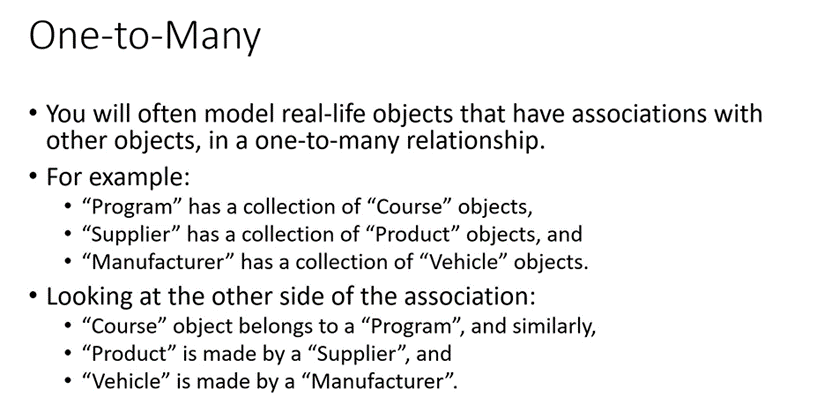 One-to-Many
• You will often model real-life objects that have associations with
other objects, in a one-to-many relationship.
• For example:
• “Program” has a collection of “Course” objects,
• “Supplier” has a collection of “Product” objects, and
• “Manufacturer” has a collection of “Vehicle” objects.
• Looking at the other side of the association:
• “Course” object belongs to a “Program”, and similarly,
• “Product” is made by a “Supplier”, and
• “Vehicle” is made by a “Manufacturer”.